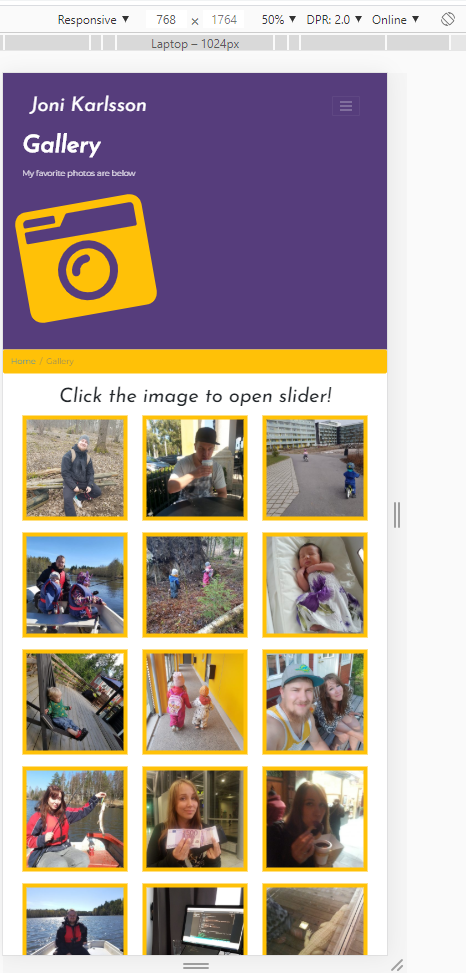 Responsive ▼ 768 x 1764 50% ▼ DPR: 2.0 ▼ Online ▼
Laptop – 1024px
Joni Karlsson
Gallery
My favorite photos are below
Home / Gallery
Click the image to open slider!